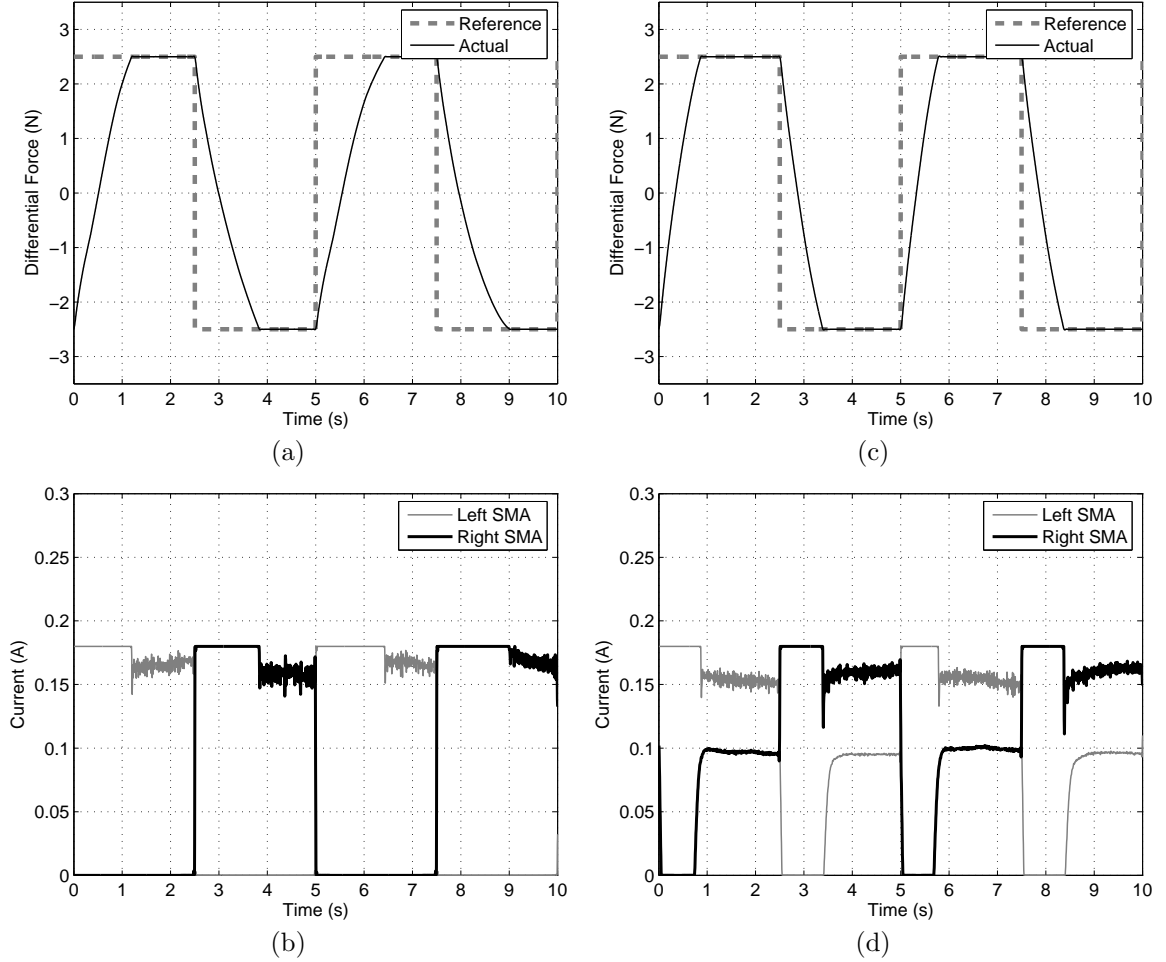 3
2
1
0
−1
−2
−3
Differential Force (N)
Reference
Actual
0 1 2 3 4 5 6 7 8 9 10
Time (s)
(a)
3
2
1
0
−1
−2
−3
Differential Force (N)
Reference
Actual
0 1 2 3 4 5 6 7 8 9 10
Time (s)
(c)
0.3
0.25
0.2
0.15
0.1
0.05
0
Current (A)
Left SMA
Right SMA
0 1 2 3 4 5 6 7 8 9 10
Time (s)
(b)
0.3
0.25
0.2
0.15
0.1
0.05
0
Current (A)
Left SMA
Right SMA
0 1 2 3 4 5 6 7 8 9 10
Time (s)
(d)